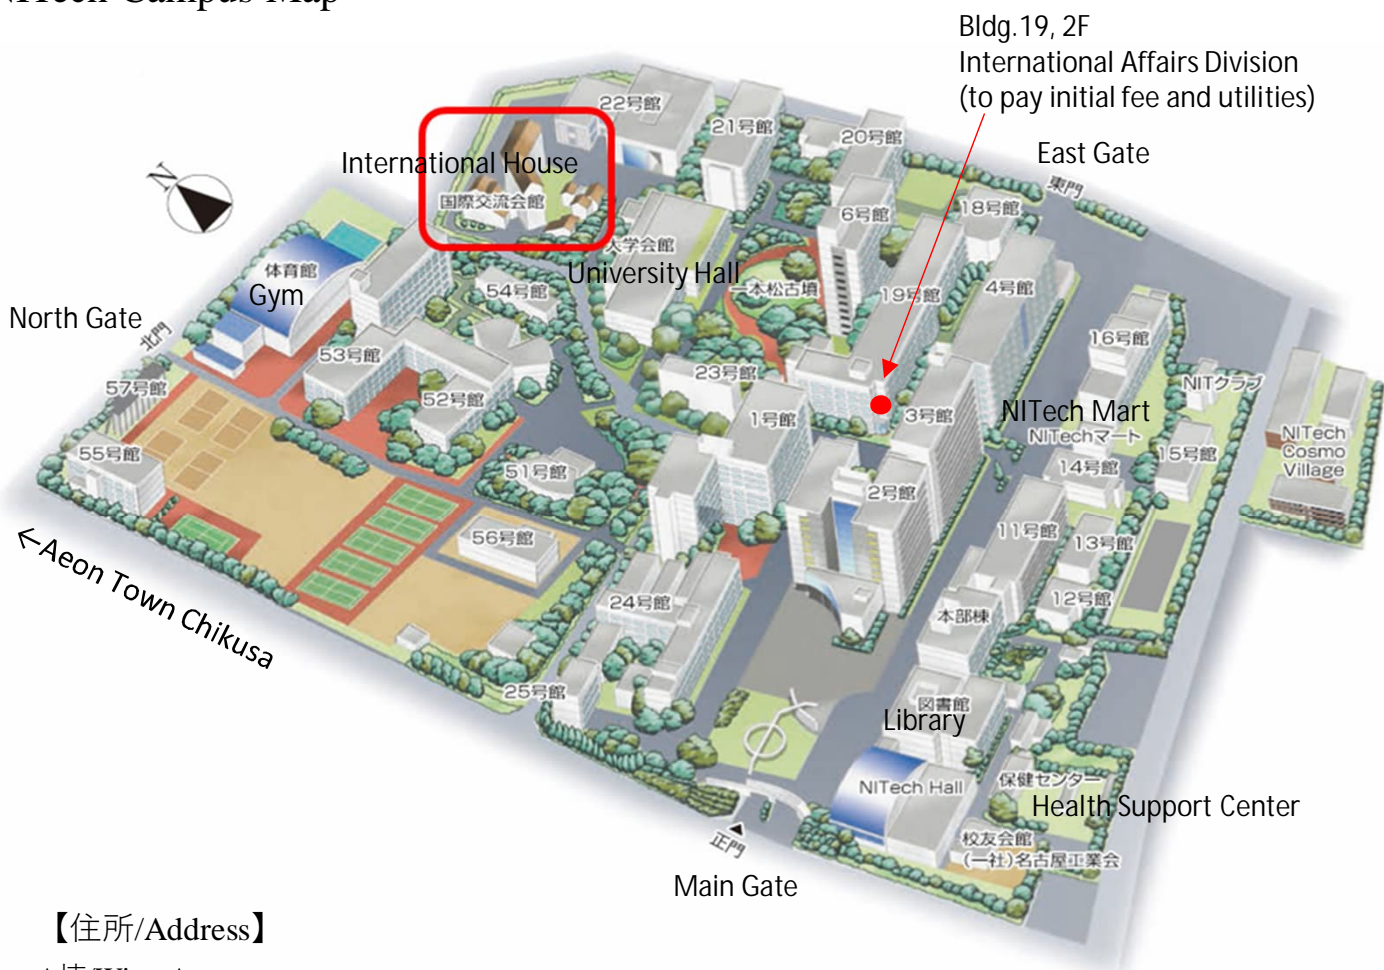 NITech Campus Map
Bldg.19, 2F
International Affairs Division
(to pay initial fee and utilities)
22号館
21号館
20号館
East Gate
東門
International House
国際交流会館
N
6号館
18号館
大学会館
University Hall
体育館
Gym
54号館
一本松古墳
19号館
4号館
North Gate
北門
53号館
16号館
57号館
52号館
23号館
NITクラブ
1号館
3号館
NITech Mart
NITechマート
NITech
Cosmo
Village
55号館
51号館
14号館
15号館
2号館
←Aeon Town Chikusa
56号館
11号館
13号館
24号館
12号館
本部棟
25号館
図書館
Library
NITech Hall
保健センター
Health Support Center
正門
校友会館
(一社)名古屋工業会
Main Gate
【住所/Address】